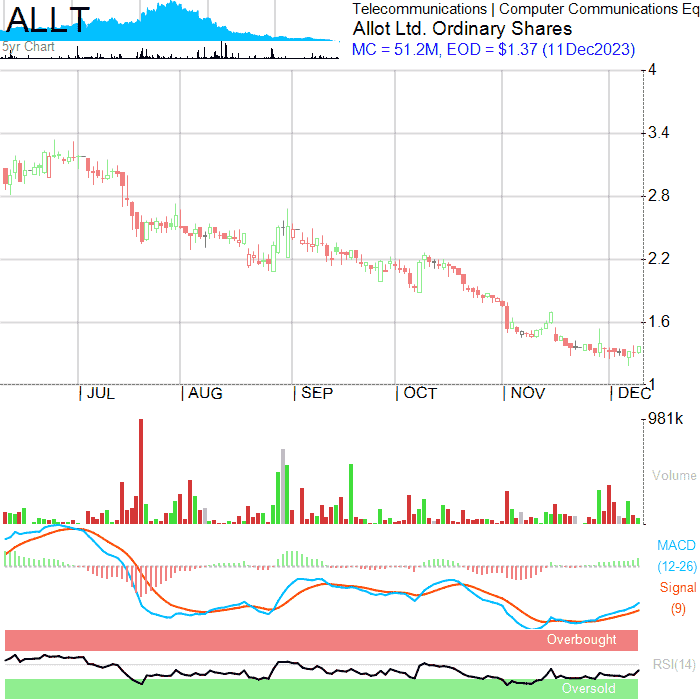 ALLT
5yr Chart
Telecommunications | Computer Communications Eq
Allot Ltd. Ordinary Shares
MC = 51.2M, EOD = $1.37 (11Dec2023)
4
3.4
2.8
2.2
1.6
1
JUL AUG SEP OCT NOV DEC
981k
Volume
MACD
(12-26)
Signal
(9)
Overbought
RSI(14)
Oversold